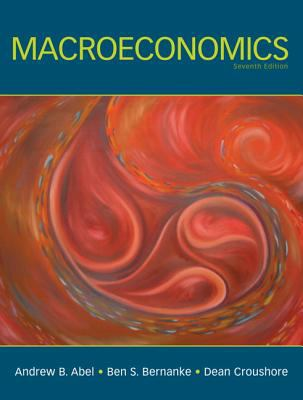 MACROECONOMICS
Seventh Edition
Andrew B. Abel • Ben S. Bernanke • Dean Croushore